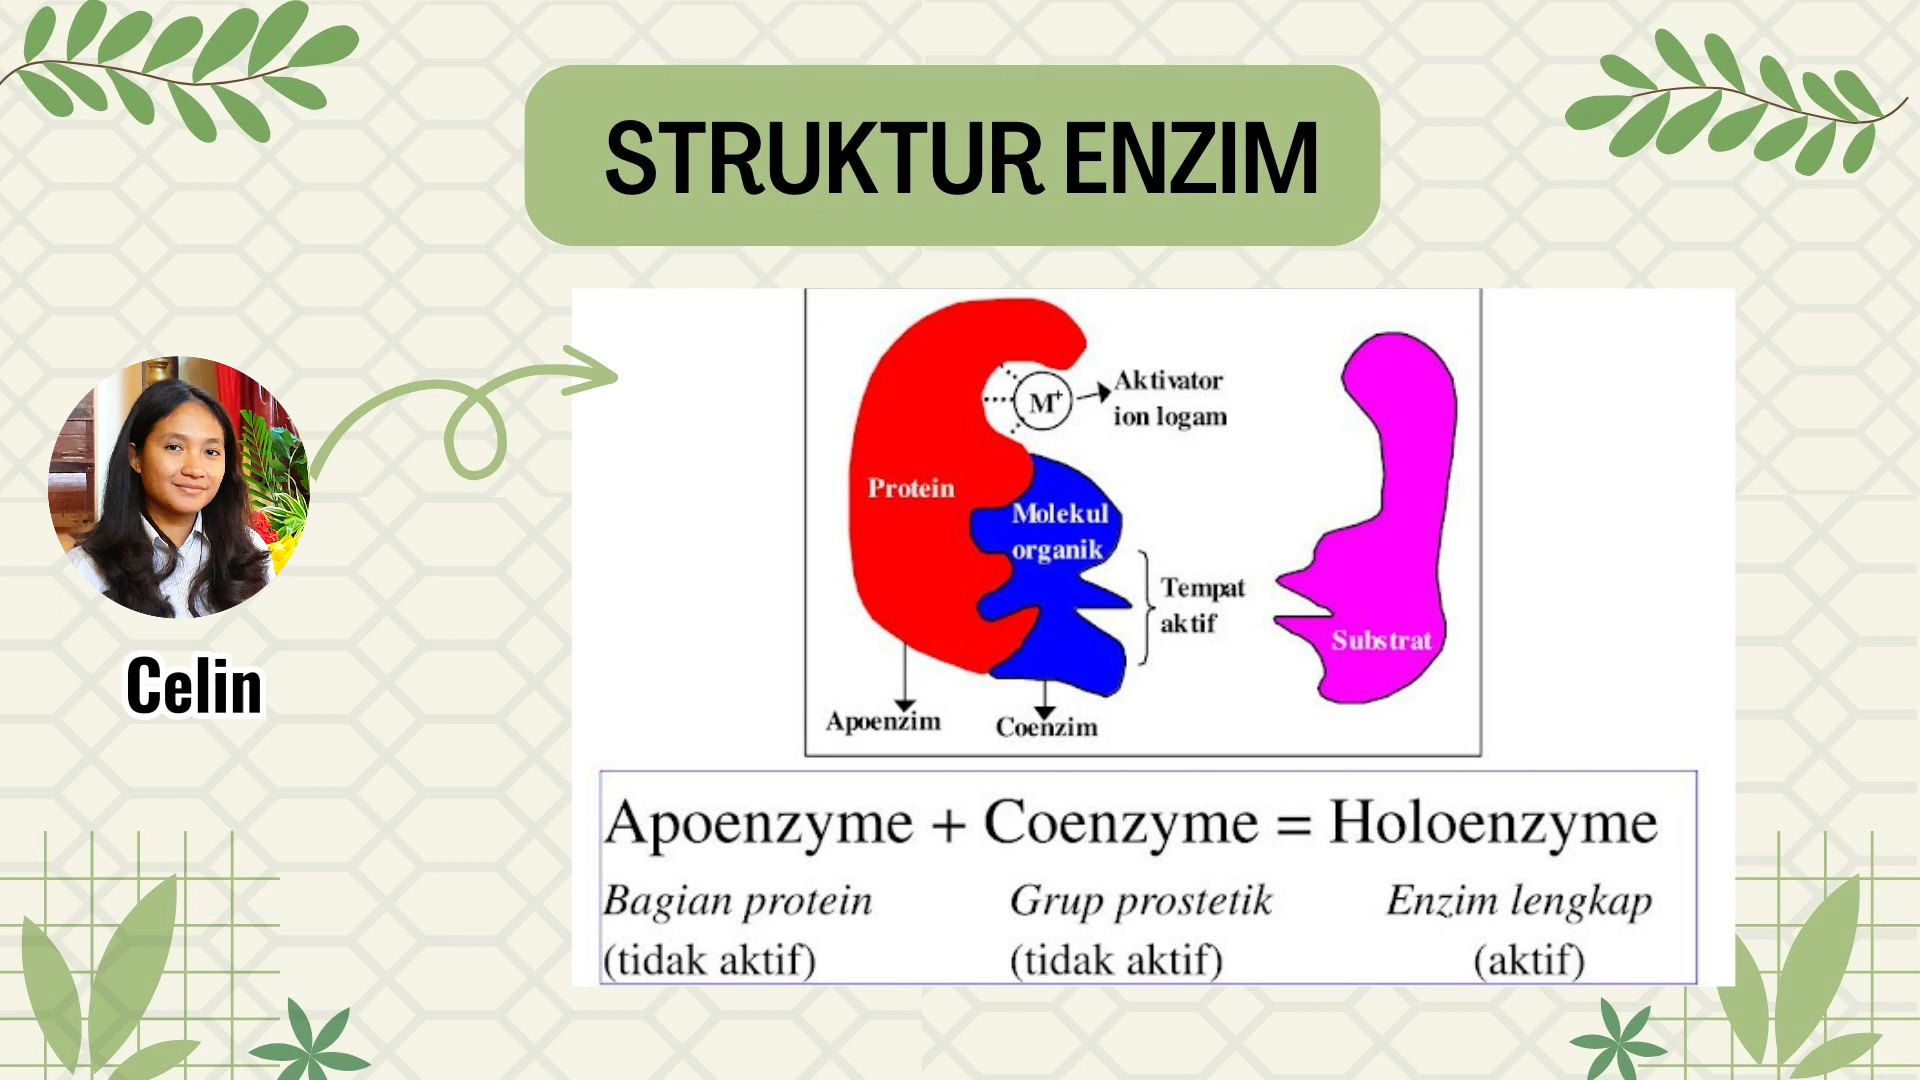 STRUKTUR ENZIM
Celin
M+
Aktivator
ion logam
Protein
Molekul
organik
Tempat
aktif
Substrat
Apoenzim
Coenzim
Apoenzyme + Coenzyme = Holoenzyme
Bagian protein Grup prostetik Enzim lengkap
(tidak aktif) (tidak aktif) (aktif)